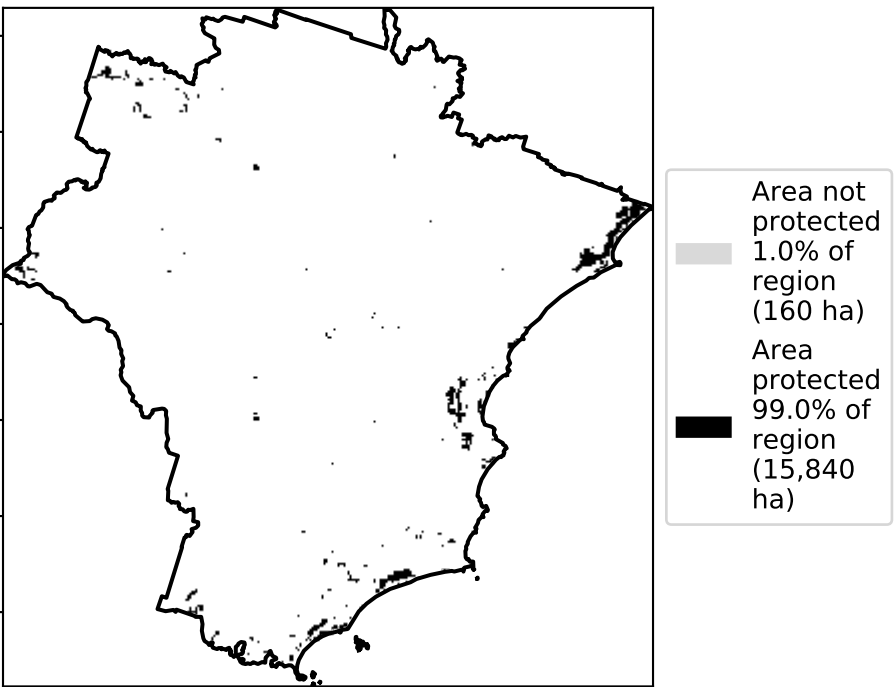 Area not
protected
1.0% of
region
(160 ha)
Area
protected
99.0% of
region
(15,840
ha)